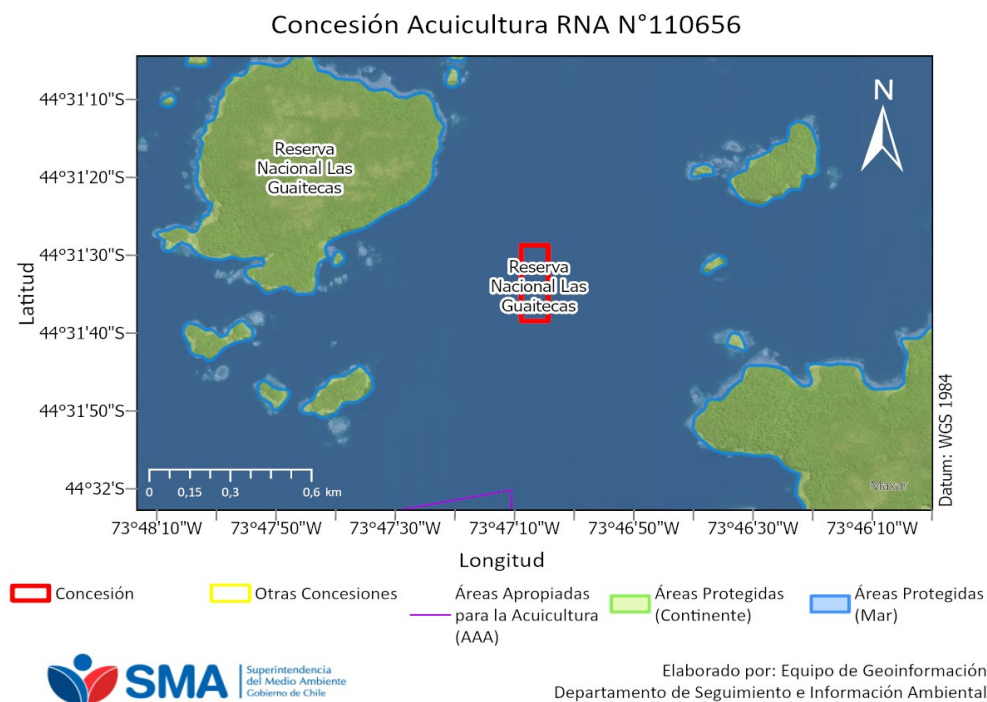 Concesión Acuicultura RNA N°110656
44°31'10"S
44°31'20"S
44°31'30"S
44°31'40"S
44°31'50"S
44°32'S
Latitud
Reserva
Nacional Las
Guaitecas
Reserva
Nacional Las
Guaitecas
N
Maxar
Datum: WGS 1984
0 0,15 0,3 0,6 km
73°48'10"W 73°47'50"W 73°47'30"W 73°47'10"W 73°46'50"W 73°46'30"W 73°46'10"W
Longitud
Concesión
Otras Concesiones
Áreas Apropiadas
para la Acuicultura
(AAA)
Áreas Protegidas
(Continente)
Áreas Protegidas
(Mar)
SMA
Superintendencia
del Medio Ambiente
Gobierno de Chile
Elaborado por: Equipo de Geoinformación
Departamento de Seguimiento e Información Ambiental